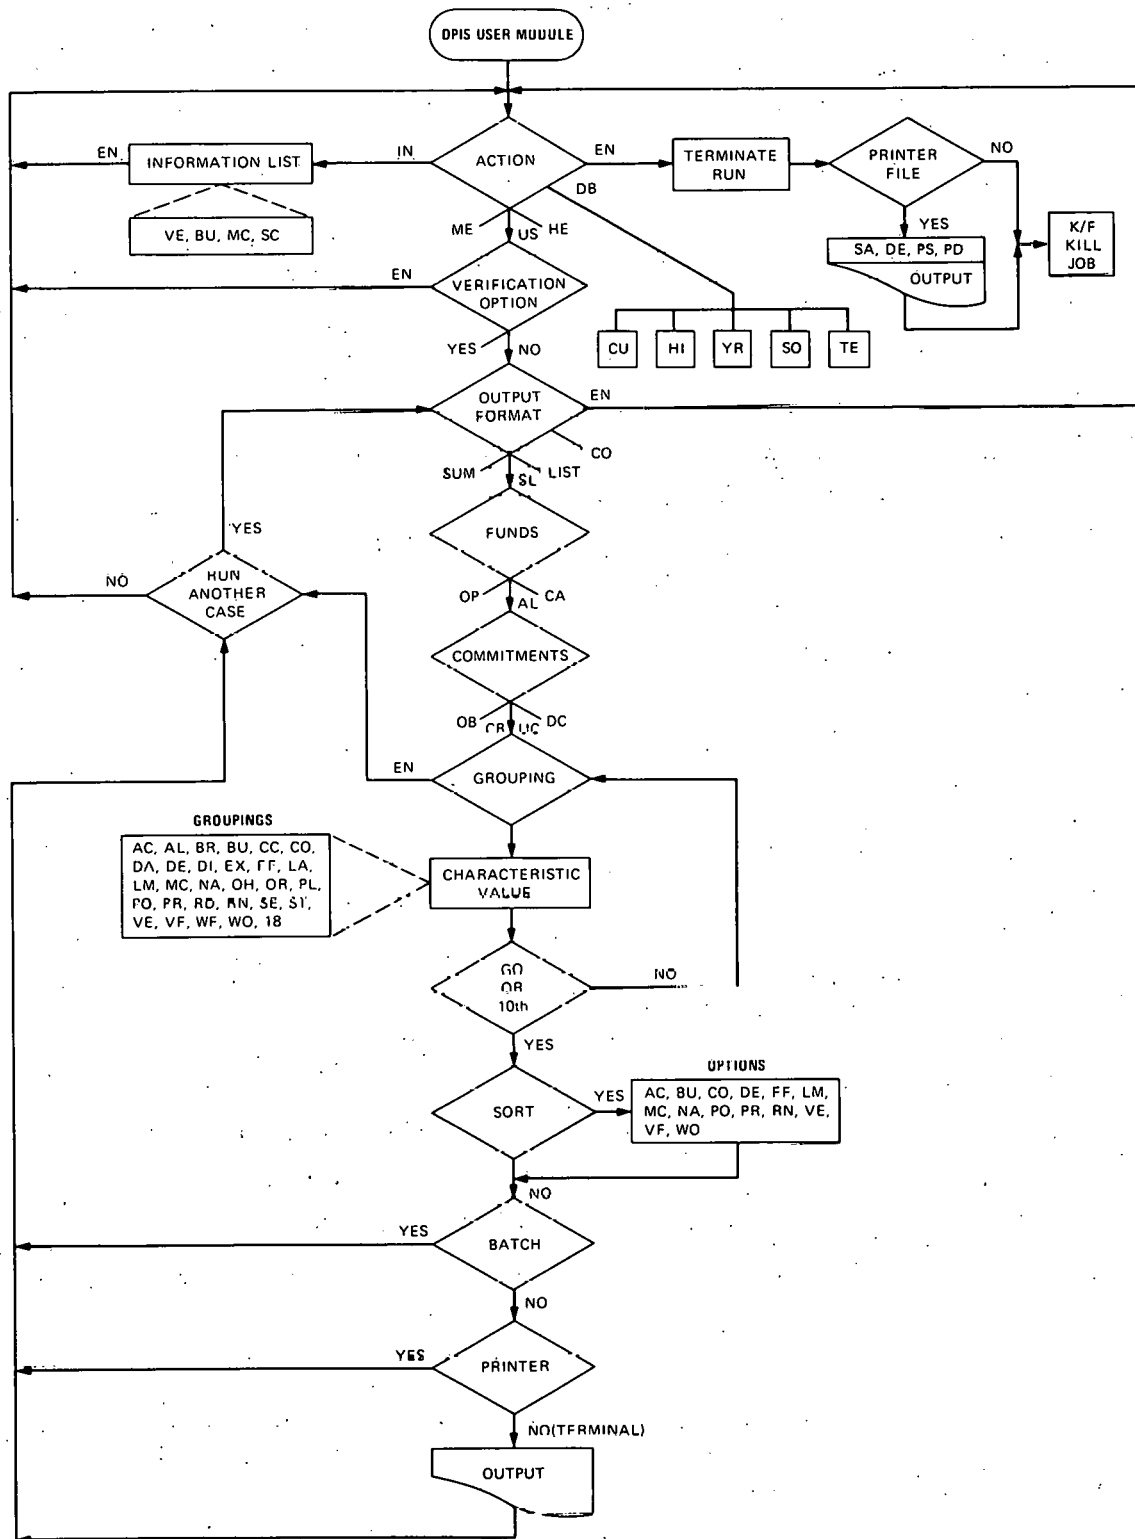 DPIS USER MODULE
ACTION
IN
EN
INFORMATION LIST
EN
VE, BU, MC, SC
TERMINATE
RUN
PRINTER
FILE
NO
YES
SA, DE, PS, PD
OUTPUT
K/F
KILL
JOB
DB
ME
US
HE
CU
HI
YR
SO
TE
VERIFICATION
OPTION
EN
YES
NO
OUTPUT
FORMAT
EN
CO
SUM
SL
LIST
FUNDS
OP
AL
CA
COMMITMENTS
OB
DC
RUN
ANOTHER
CASE
YES
NO
GROUPING
EN
GROUPINGS
AC, AL, BR, BU, CC, CO,
DA, DE, DI, EX, FF, LA,
LM, MC, NA, OH, OR, PL,
PO, PR, RD, RN, SE, ST,
VE, VF, WF, WO, 18
CHARACTERISTIC
VALUE
GO
OR
10th
NO
YES
SORT
YES
OPTIONS
AC, BU, CO, DE, FF, LM,
MC, NA, PO, PR, RN, VE,
VF, WO
NO
BATCH
YES
NO
PRINTER
YES
NO(TERMINAL)
OUTPUT